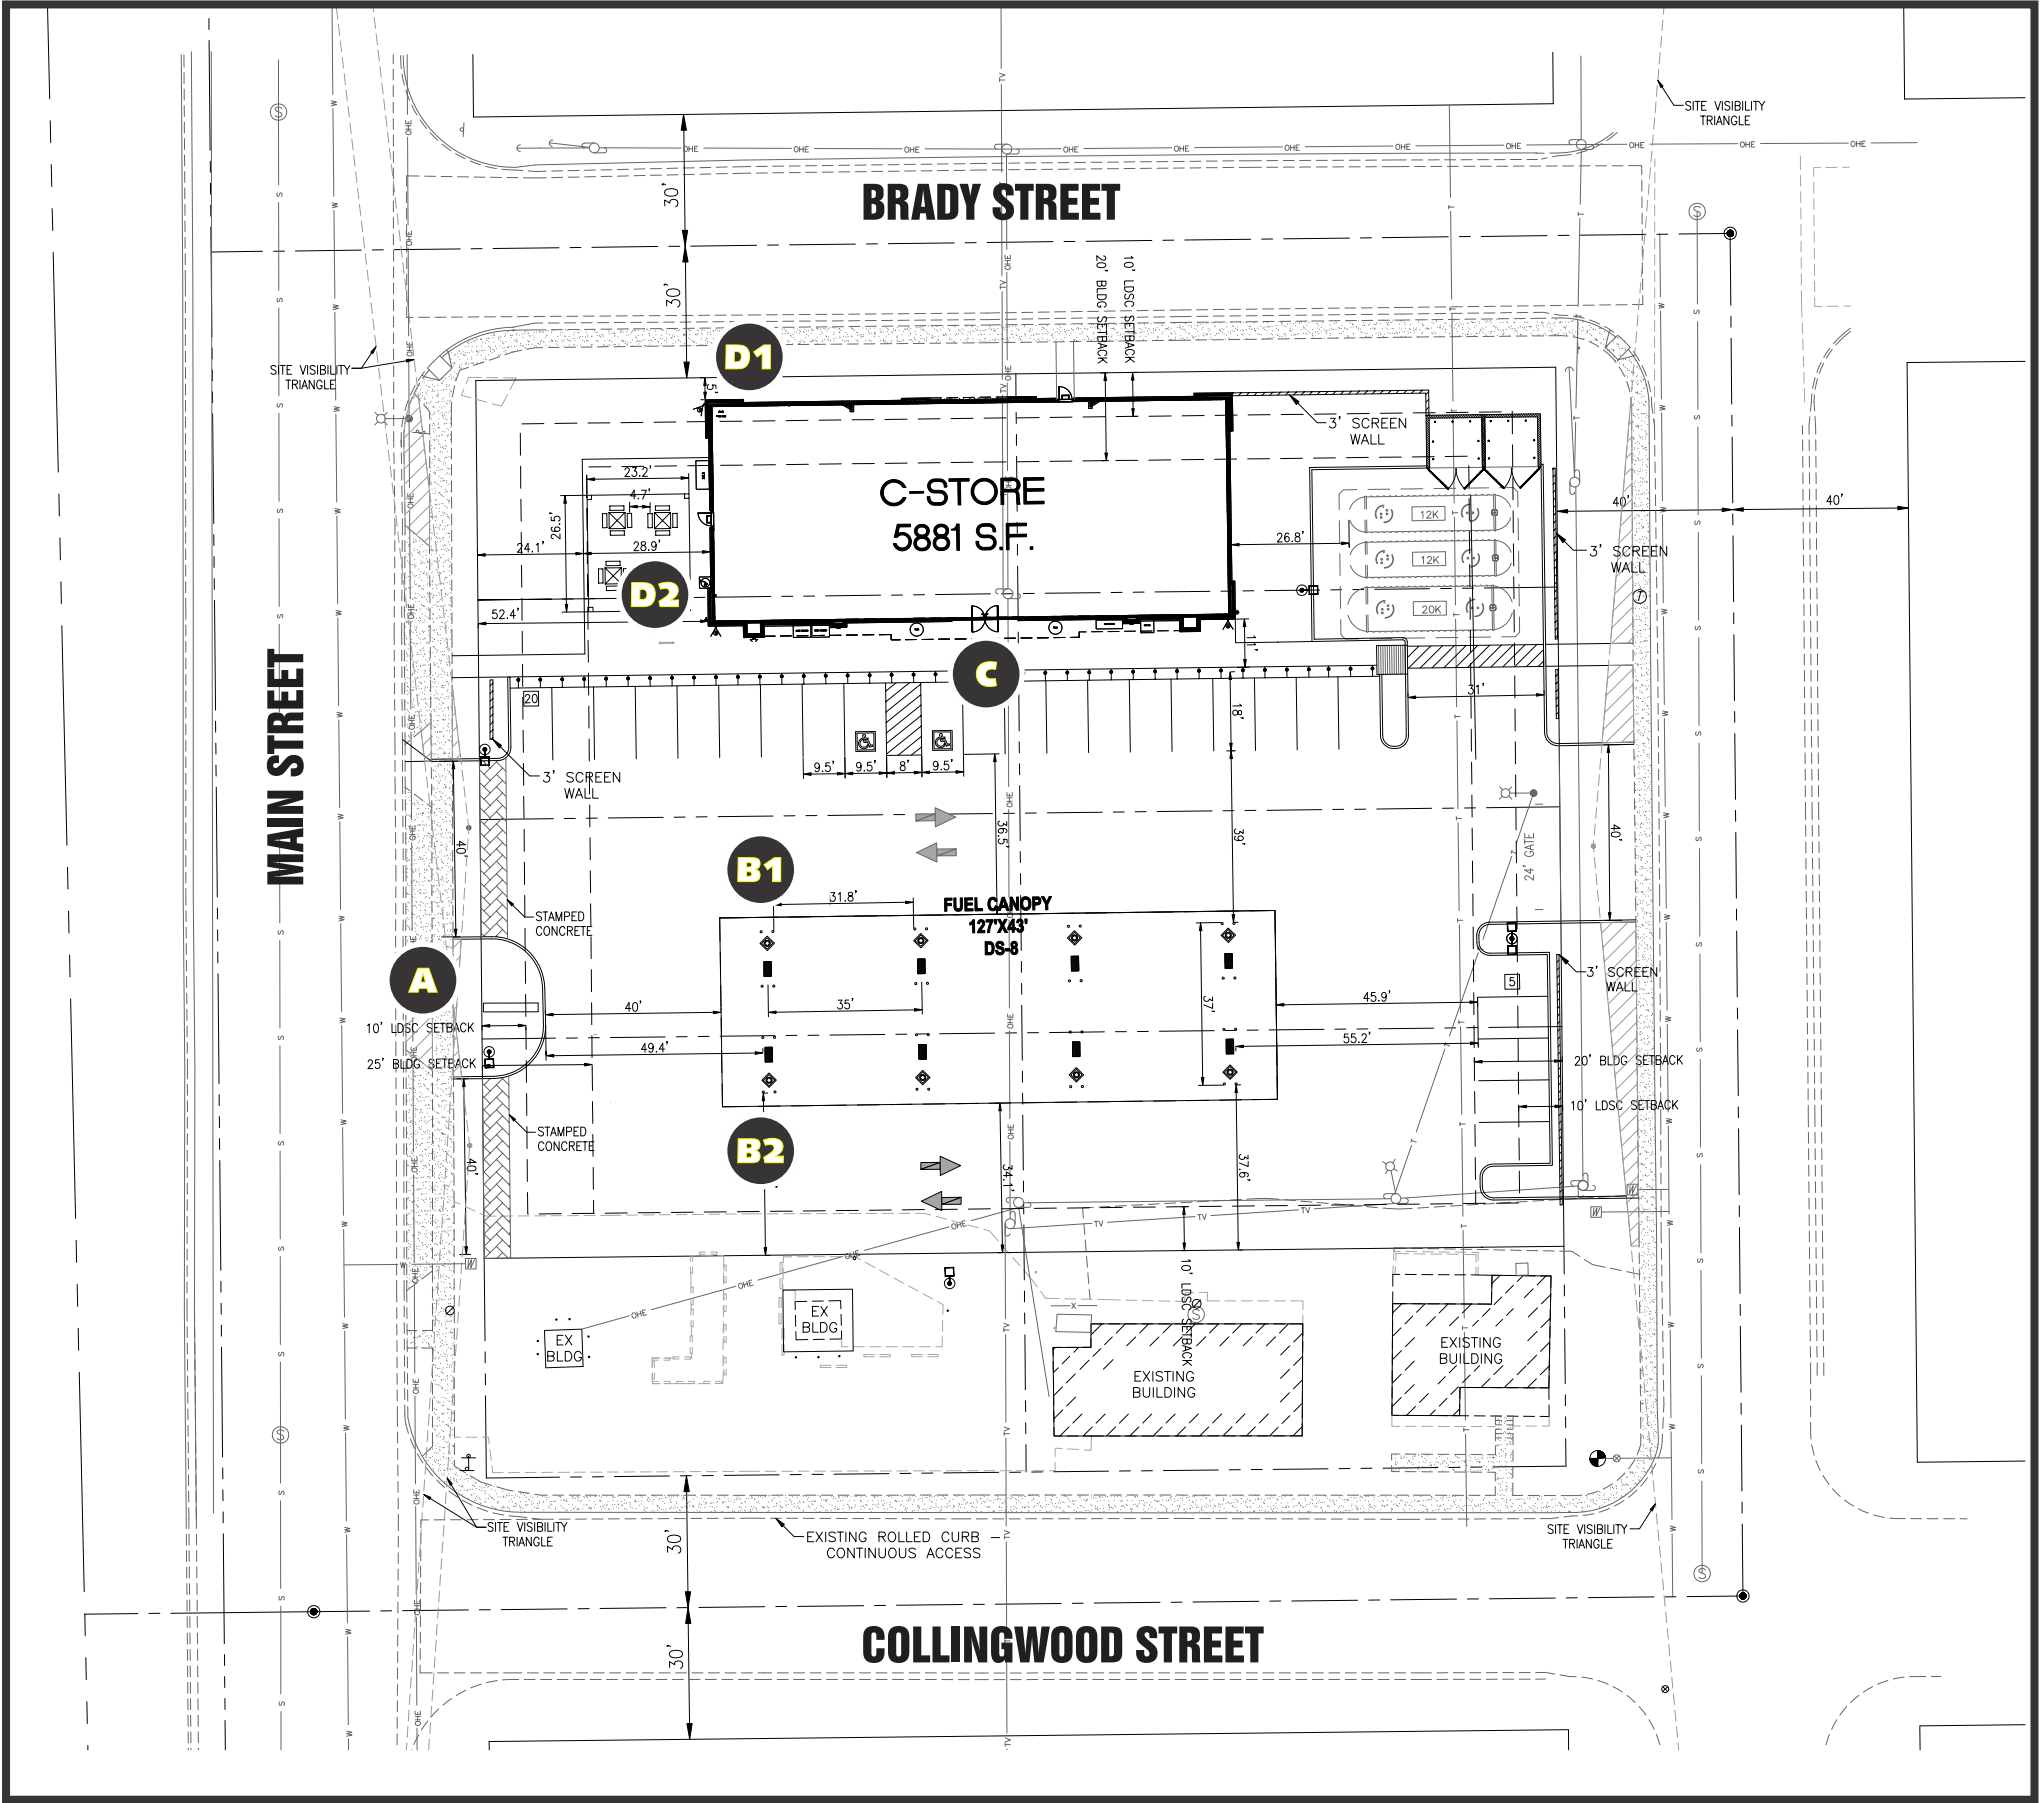 SITE VISIBILITY
TRIANGLE
BRADY STREET
30'
30'
20' BLDG SETBACK
10' LDSC SETBACK
SITE VISIBILITY
TRIANGLE
D1
5'
3' SCREEN
WALL
C-STORE
5881 S.F.
23.2'
4.7'
26.5'
24.1'
28.9'
52.4'
D2
26.8'
12K
12K
20K
40'
40'
3' SCREEN
WALL
C
11'
31'
18'
20
3' SCREEN
WALL
9.5'
9.5'
8'
9.5'
MAIN STREET
40'
36.5'
39'
24' GATE
40'
B1
31.8'
FUEL CANOPY
127'X43'
DS-8
STAMPED
CONCRETE
A
10' LDSC SETBACK
25' BLDG SETBACK
40'
35'
37'
45.9'
49.4'
55.2'
5
3' SCREEN
WALL
20' BLDG SETBACK
10' LDSC SETBACK
STAMPED
CONCRETE
40'
B2
34.1'
37.6'
10' LDSC SETBACK
EX
BLDG
EX
BLDG
EXISTING
BUILDING
EXISTING
BUILDING
SITE VISIBILITY
TRIANGLE
EXISTING ROLLED CURB
CONTINUOUS ACCESS
SITE VISIBILITY
TRIANGLE
30'
30'
COLLINGWOOD STREET
OHE
TV
W
S
T